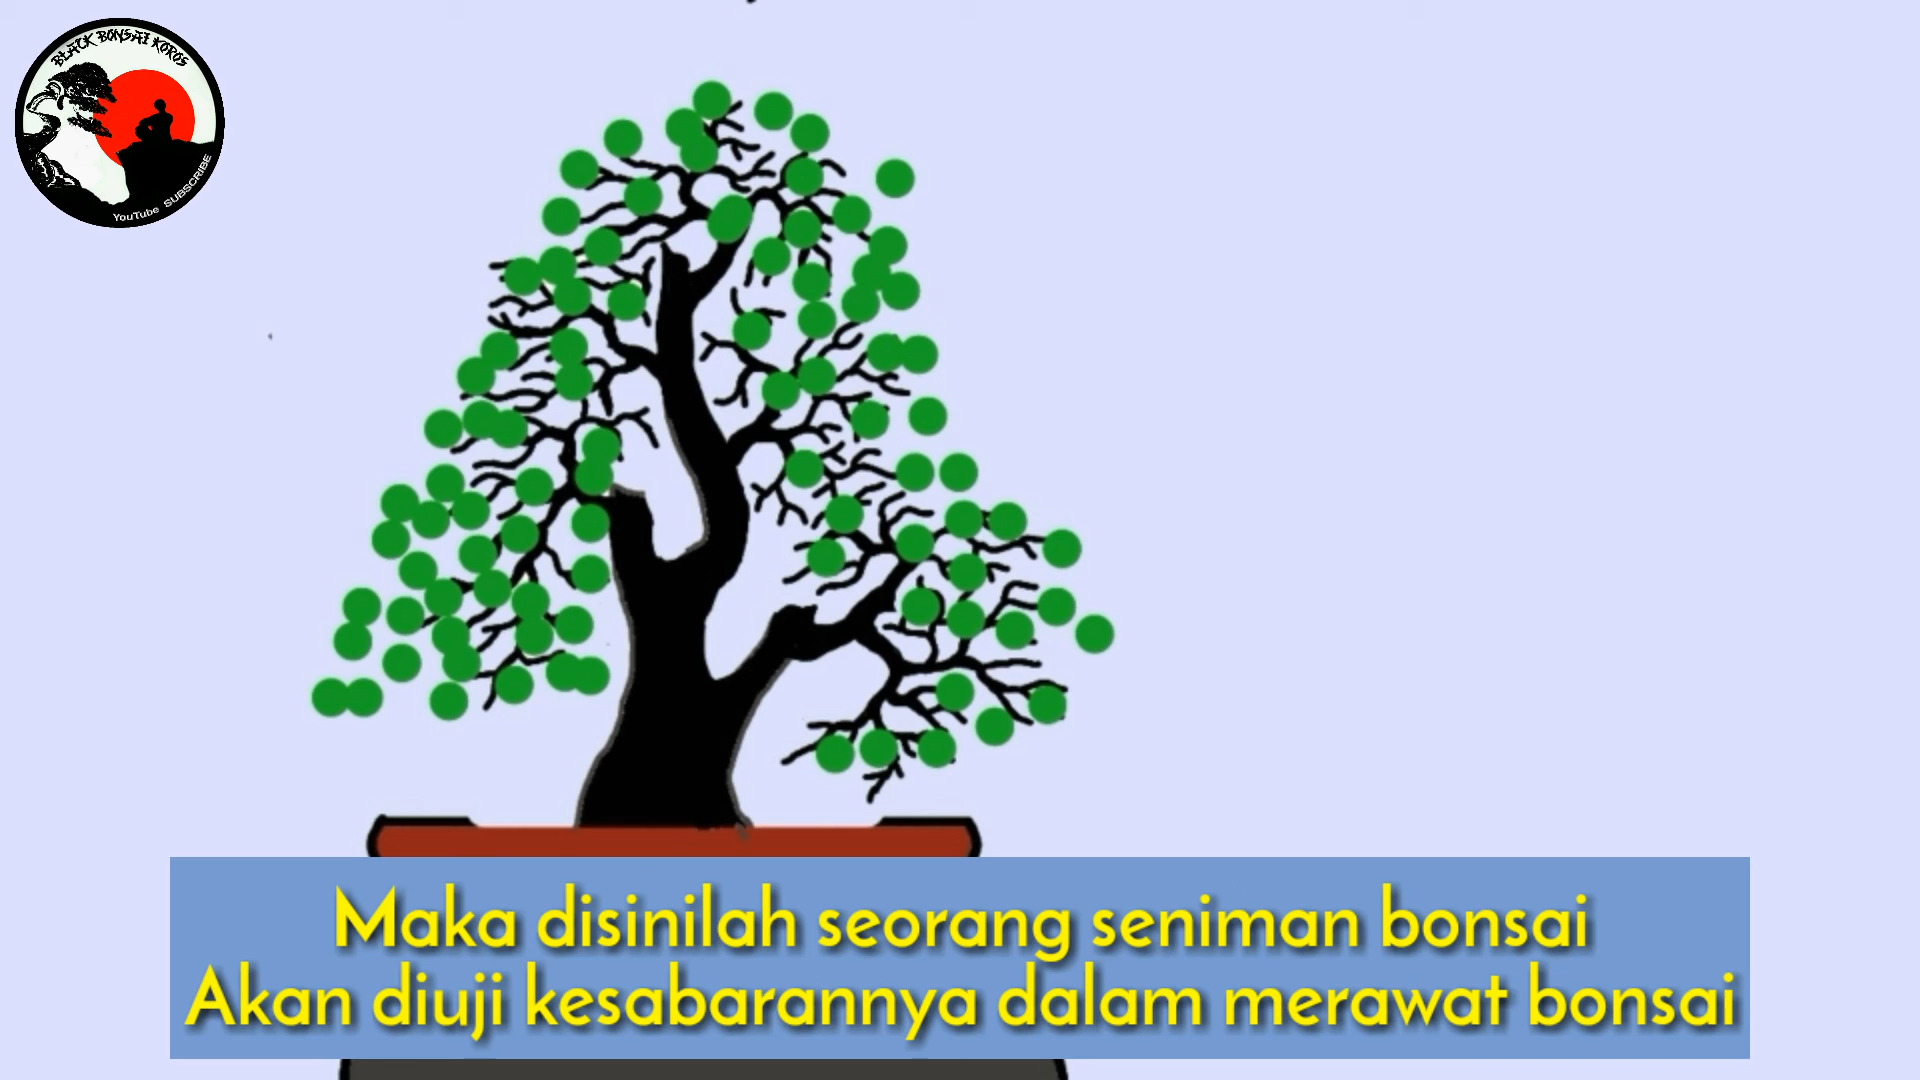 BLACK BONSAI KOROS
YouTube SUBSCRIBE
Maka disinilah seorang seniman bonsai
Akan diuji kesabarannya dalam merawat bonsai